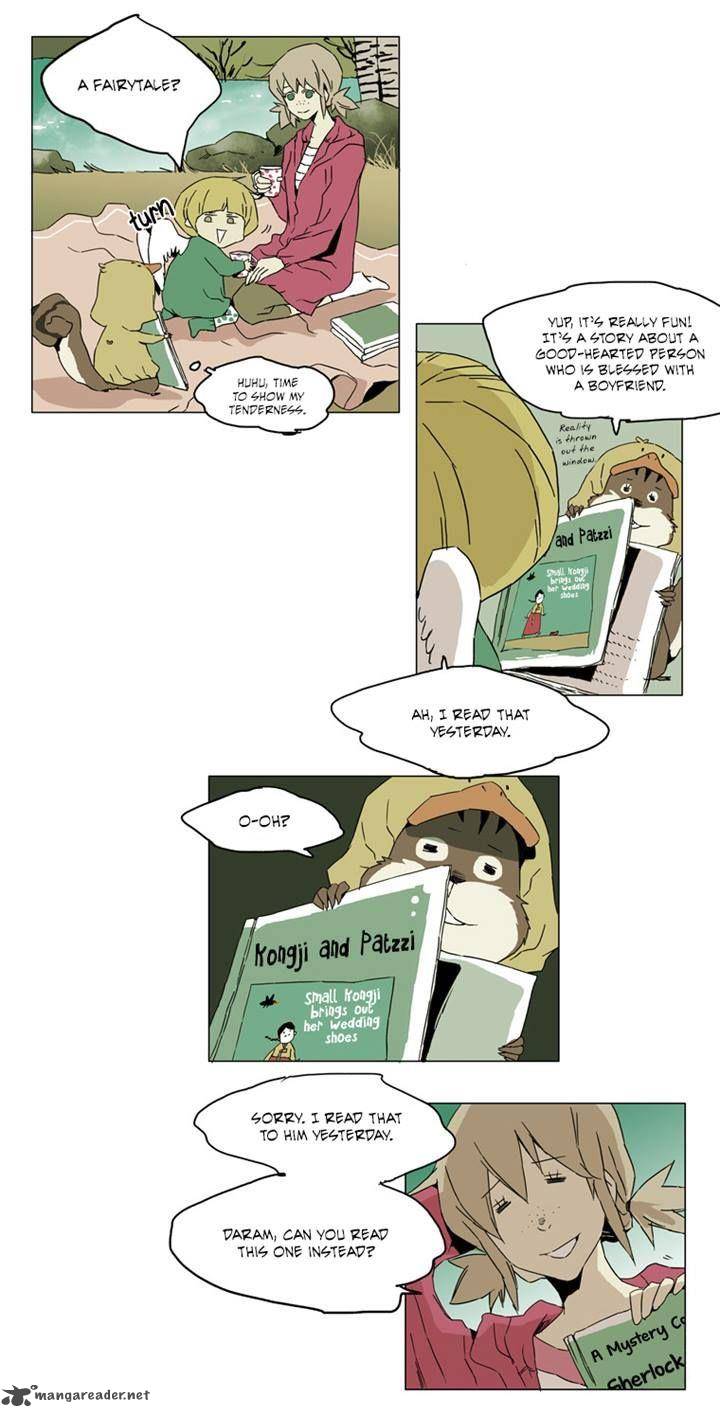 A FAIRYTALE?
turn
HUHU, TIME
TO SHOW MY
TENDERNESS.
YUP, IT'S REALLY FUN!
IT'S A STORY ABOUT A
GOOD-HEARTED PERSON
WHO IS BLESSED WITH
A BOYFRIEND.
Reality
is thrown
out the
window.
and Patzzi
Small Kongji
brings out
her wedding
shoes
AH, I READ THAT
YESTERDAY.
O-OH?
Kongji and Patzzi
Small Kongji
brings out
her wedding
shoes
SORRY. I READ THAT
TO HIM YESTERDAY.
DARAM, CAN YOU READ
THIS ONE INSTEAD?
A Mystery Co
Sherlock
mangareader.net